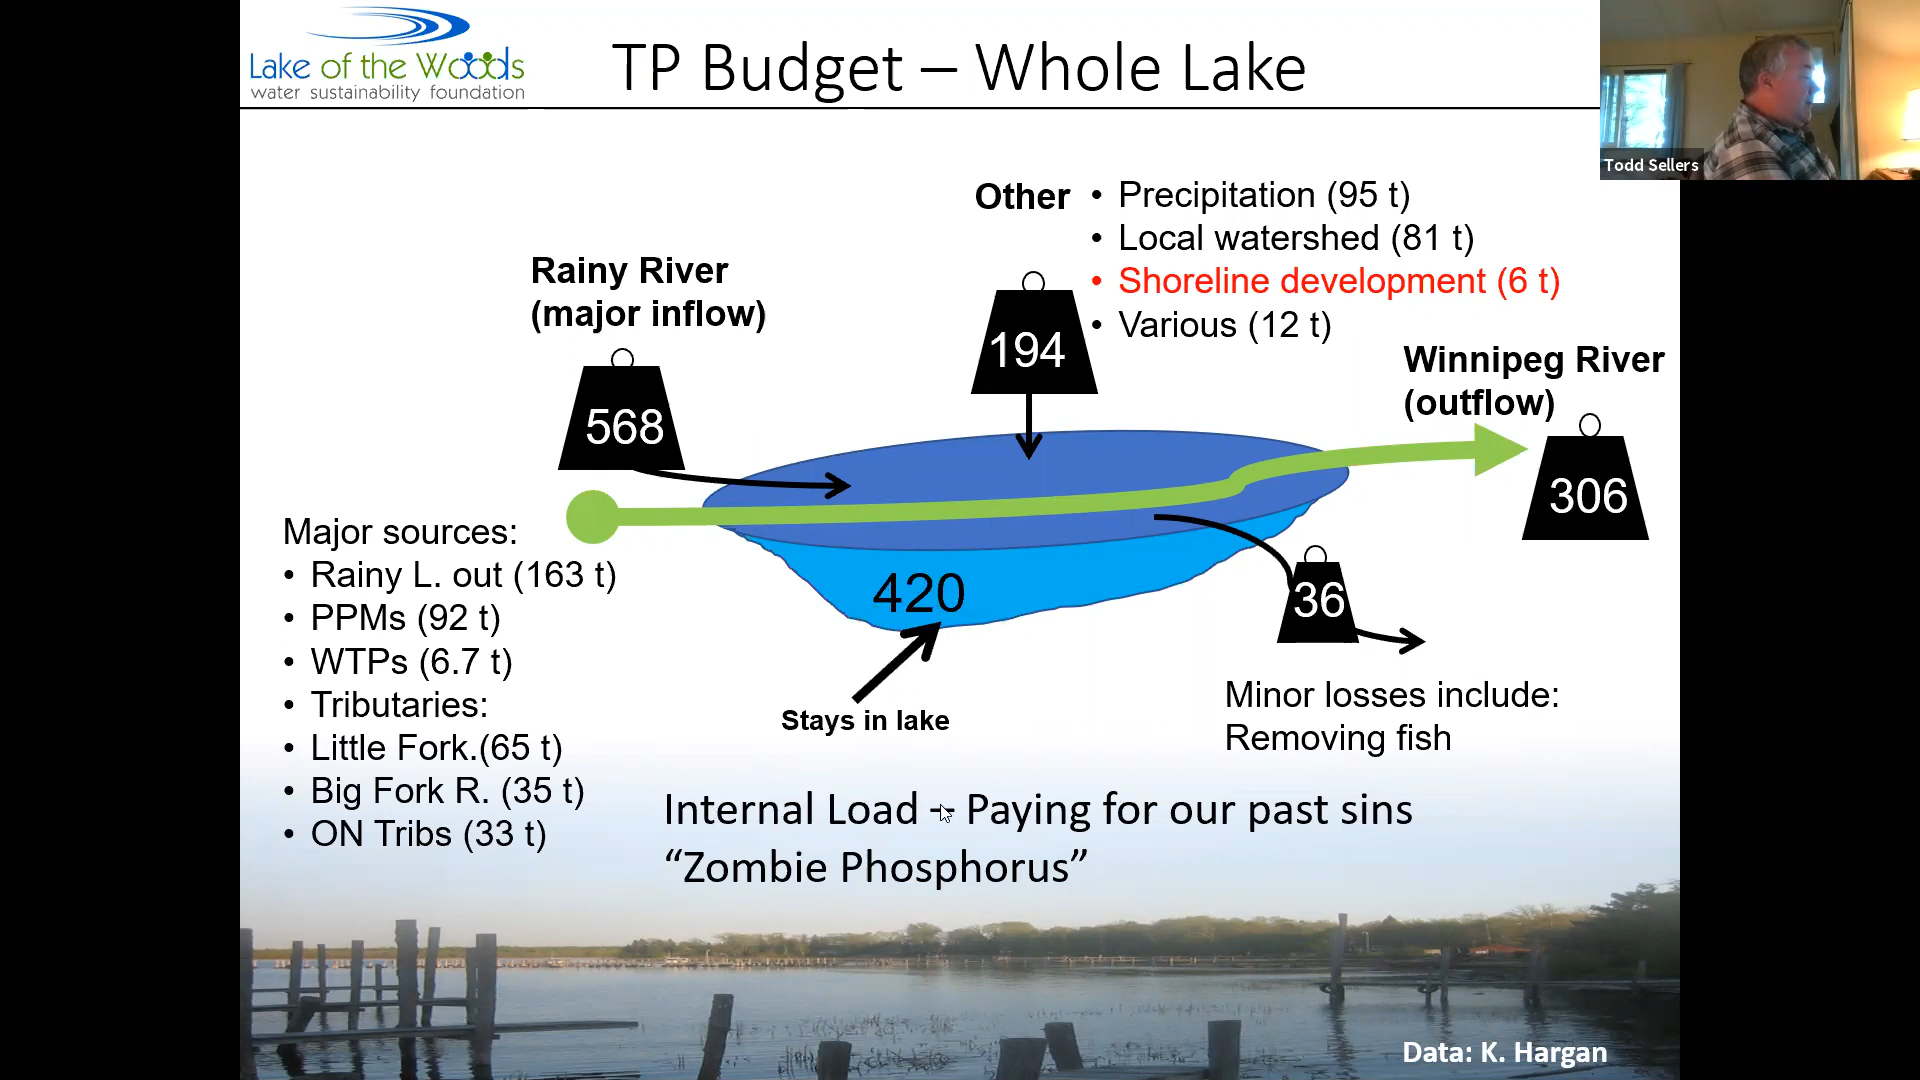 Lake of the Woods
water sustainability foundation
TP Budget – Whole Lake
Todd Sellers
Other
• Precipitation (95 t)
• Local watershed (81 t)
• Shoreline development (6 t)
• Various (12 t)
Rainy River
(major inflow)
194
Winnipeg River
(outflow)
568
306
Major sources:
• Rainy L. out (163 t)
• PPMs (92 t)
• WTPs (6.7 t)
• Tributaries:
• Little Fork.(65 t)
• Big Fork R. (35 t)
• ON Tribs (33 t)
420
36
Stays in lake
Minor losses include:
Removing fish
Internal Load – Paying for our past sins
“Zombie Phosphorus”
Data: K. Hargan